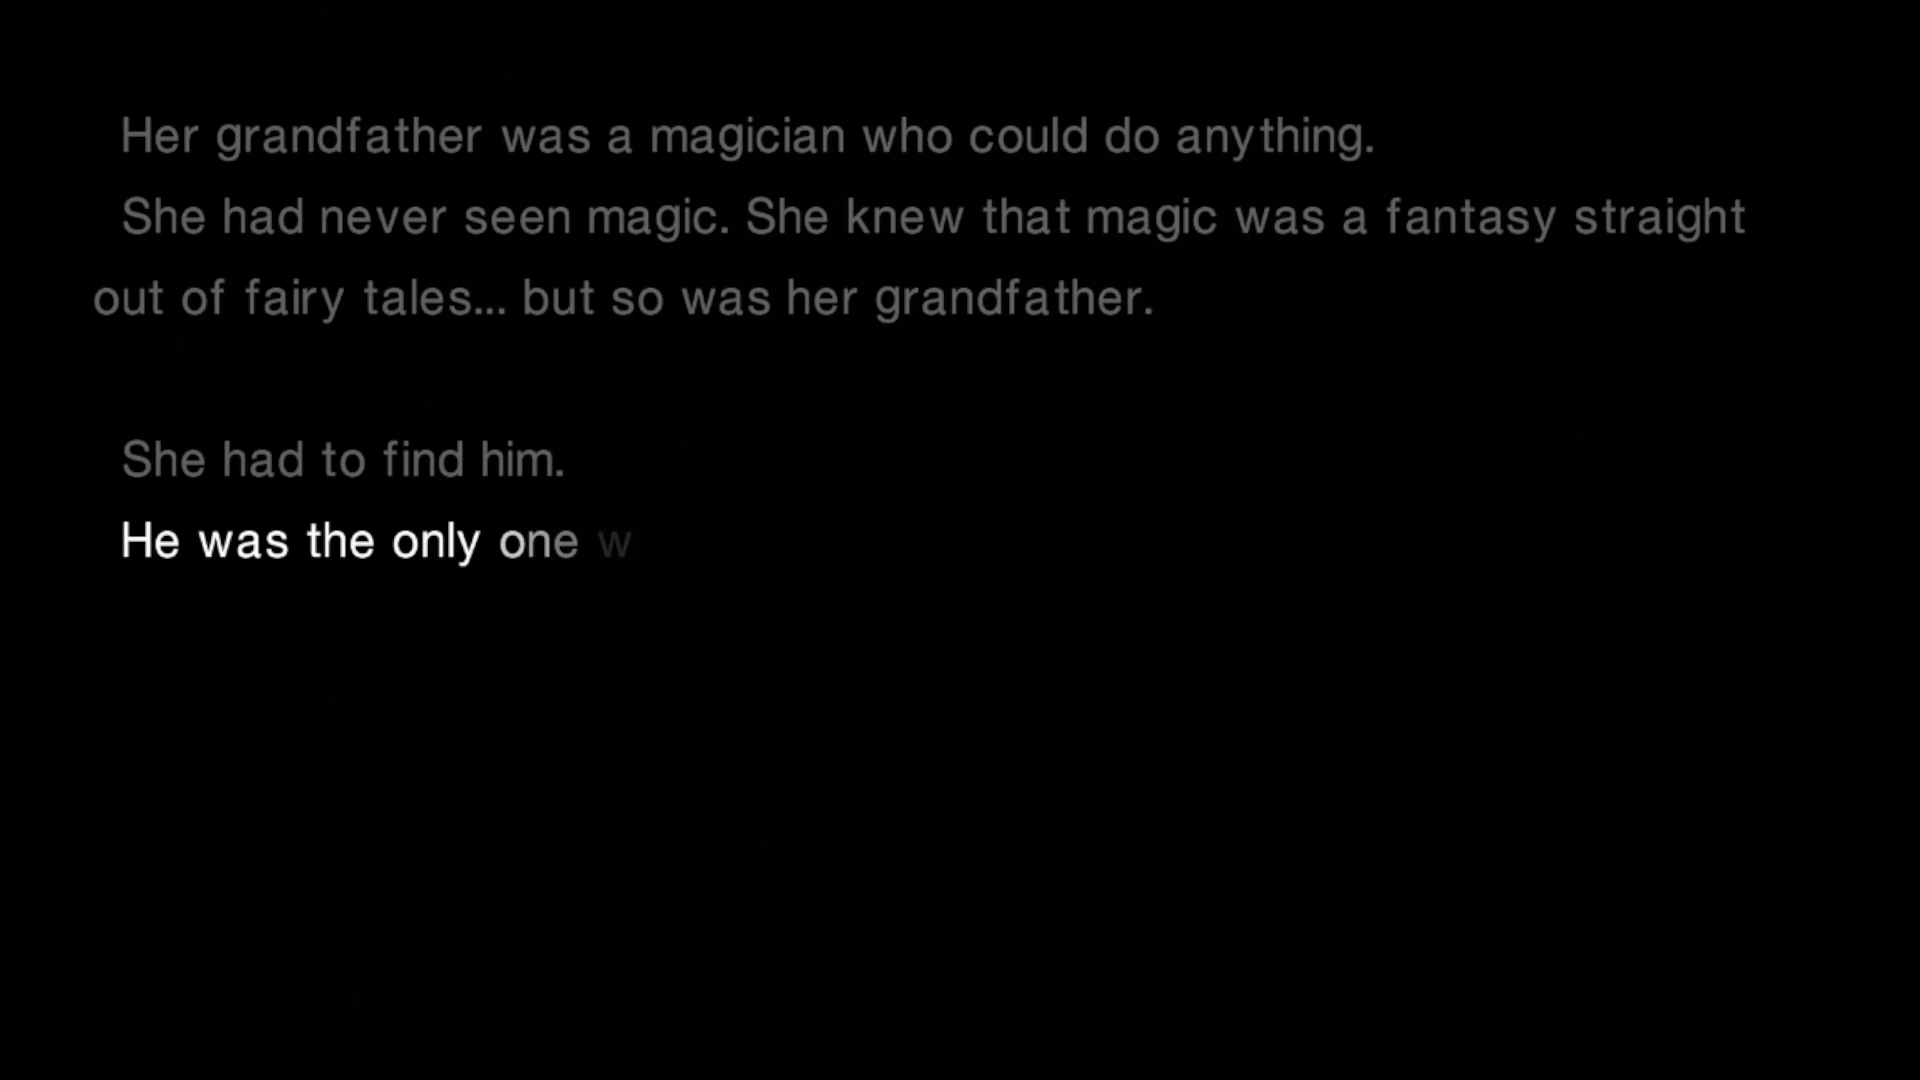 Her grandfather was a magician who could do anything.
She had never seen magic. She knew that magic was a fantasy straight
out of fairy tales... but so was her grandfather.
She had to find him.
He was the only one w